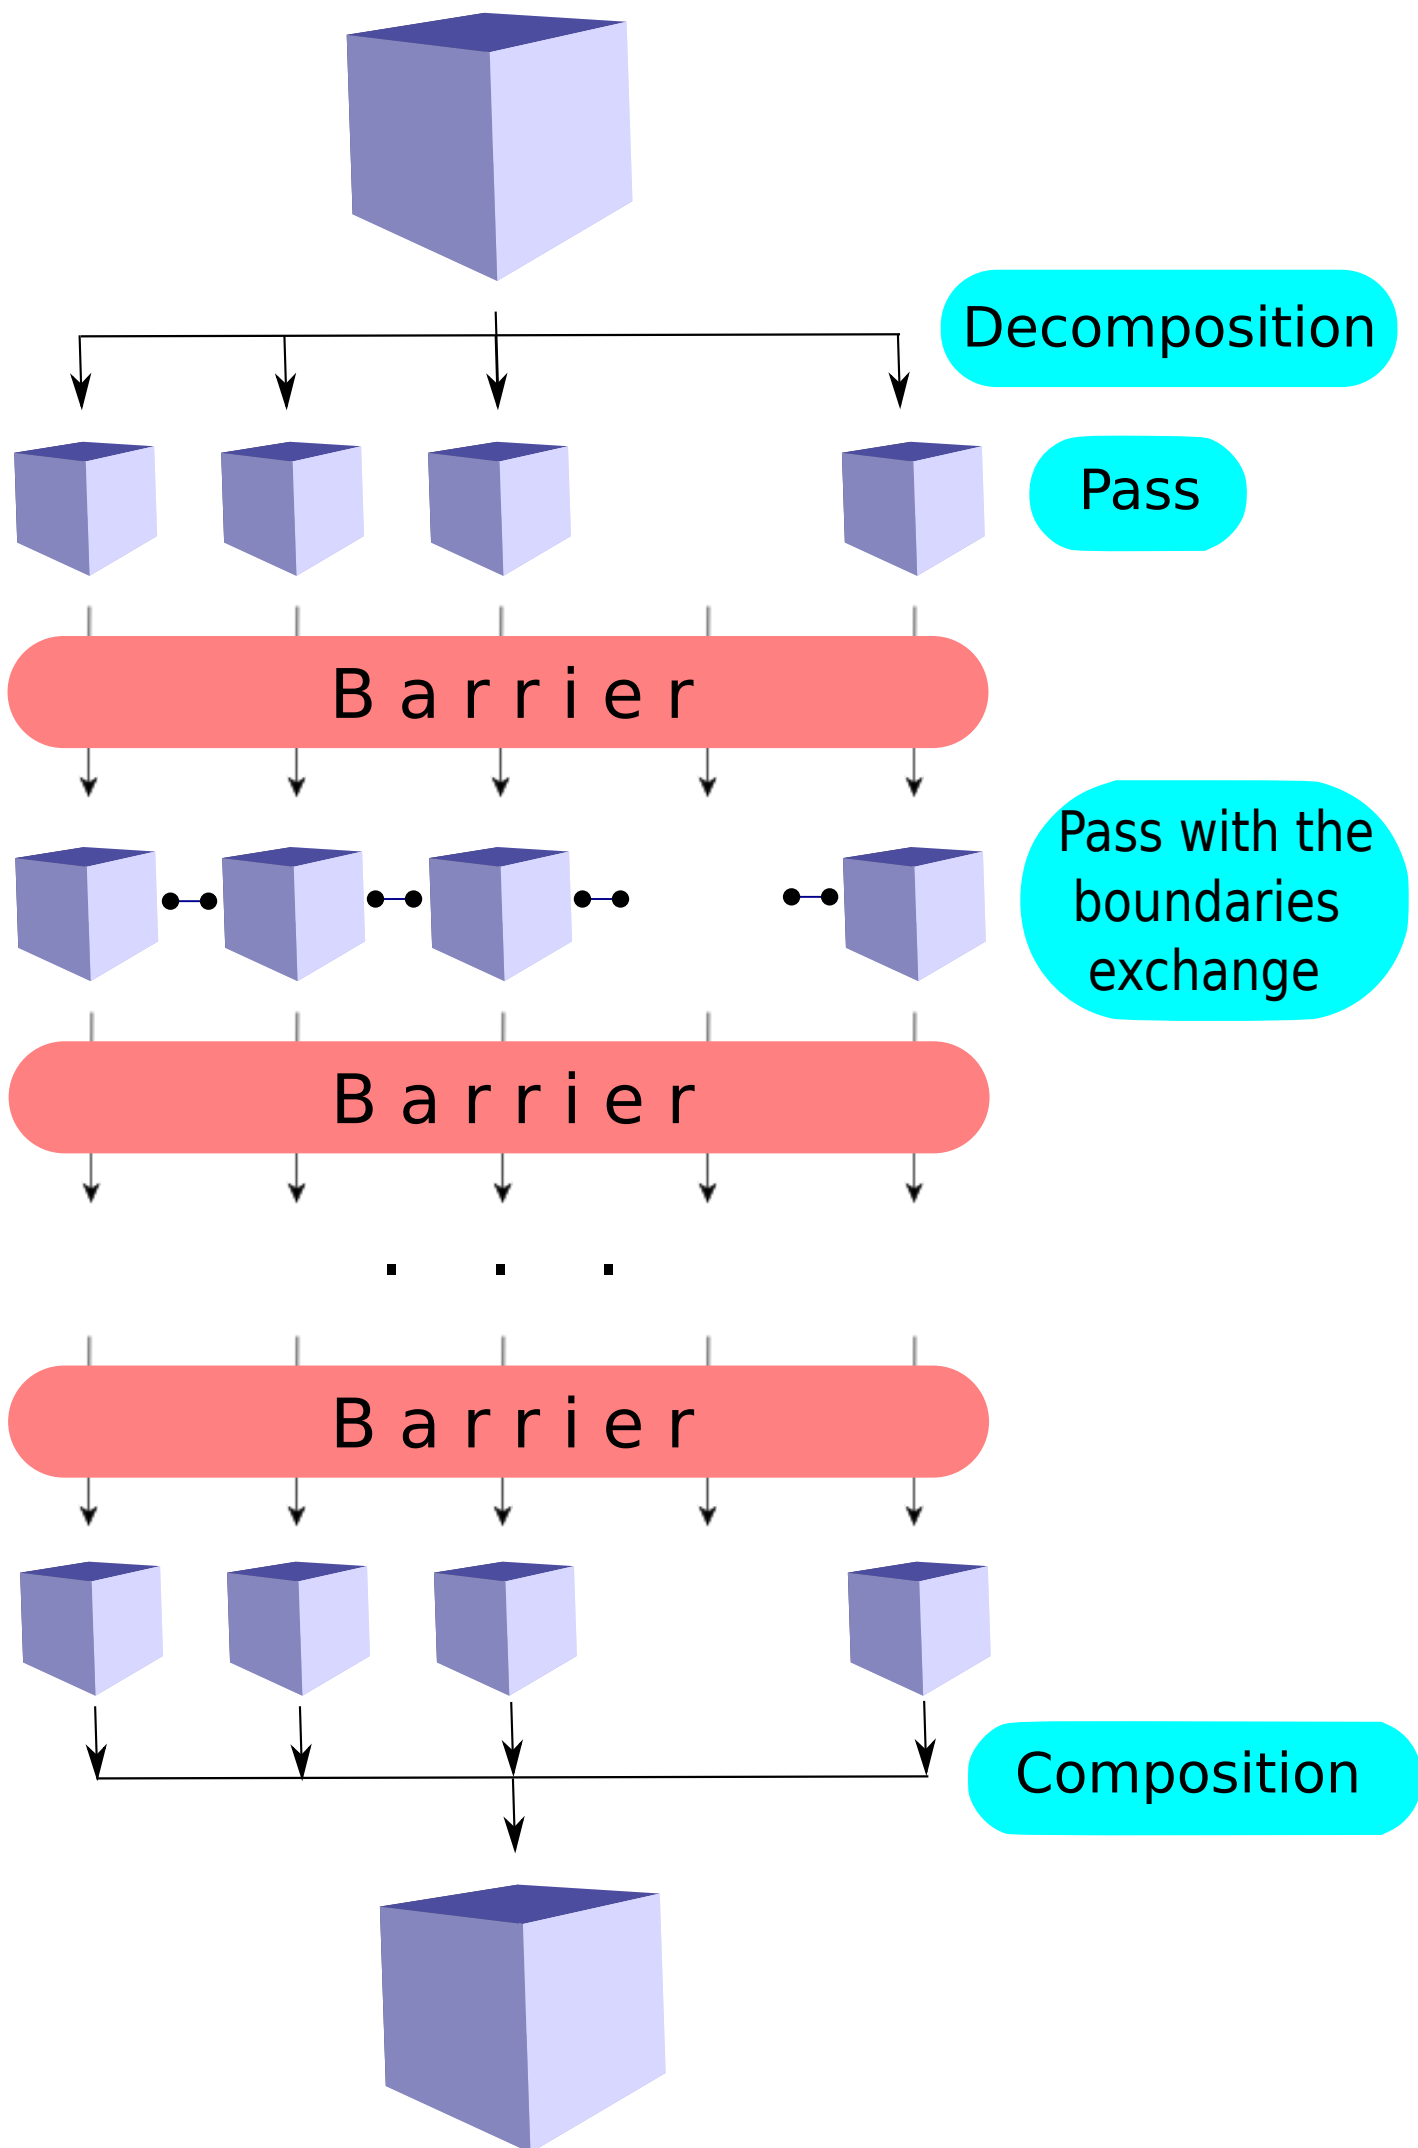 Decomposition
Pass
B a r r i e r
Pass with the
boundaries
exchange
B a r r i e r
. . .
B a r r i e r
Composition